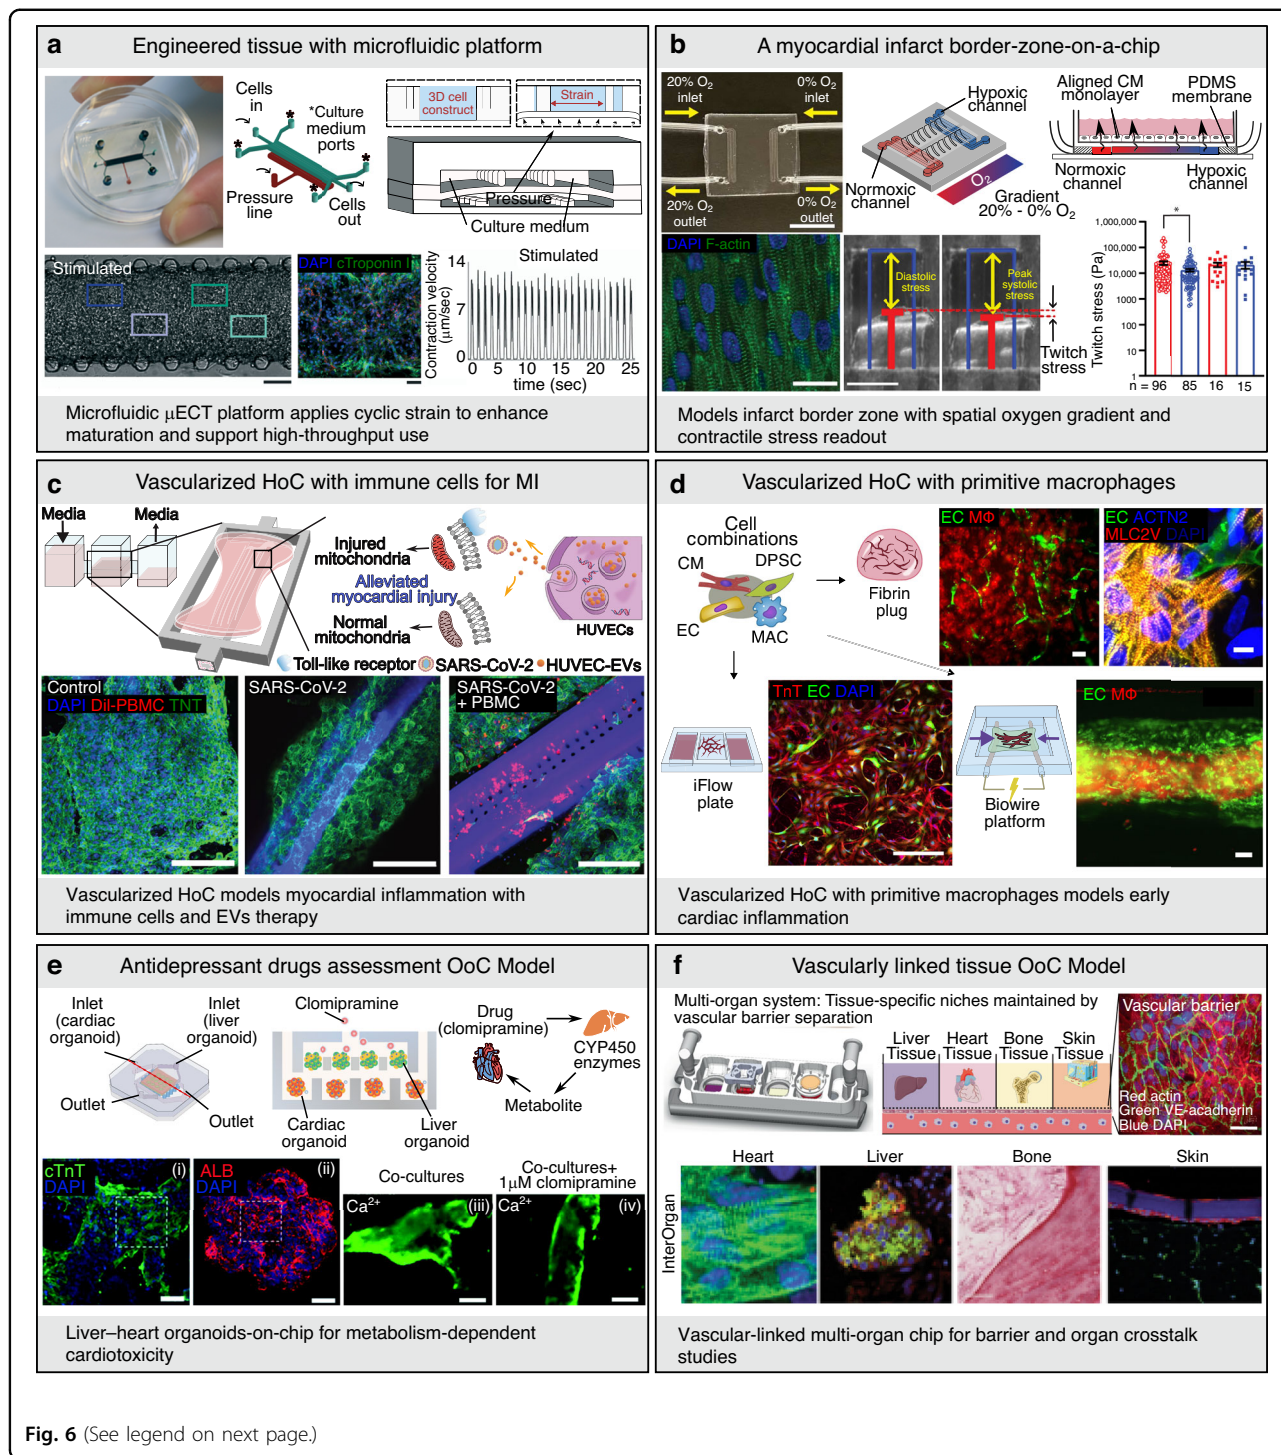 a
Engineered tissue with microfluidic platform
Cells
in
*Culture
medium
ports
*
*
*
*
Pressure
line
Cells
out
3D cell
construct
Strain
Pressure
Culture medium
Stimulated
DAPI cTroponin I
Stimulated
Contraction velocity
(µm/sec)
14
11
7
0
0 5 10 15 20 25
time (sec)
Microfluidic µECT platform applies cyclic strain to enhance
maturation and support high-throughput use
b
A myocardial infarct border-zone-on-a-chip
20% O2
inlet
0% O2
inlet
20% O2
outlet
0% O2
outlet
Hypoxic
channel
Normoxic
channel
O2
Gradient
20% - 0% O2
Aligned CM
monolayer
PDMS
membrane
Normoxic
channel
Hypoxic
channel
DAPI F-actin
Diastolic
stress
Peak
systolic
stress
Twitch
stress
Twitch stress (Pa)
1,000,000
100,000
10,000
1000
100
10
1
*
n = 96 85 16 15
Models infarct border zone with spatial oxygen gradient and
contractile stress readout
c
Vascularized HoC with immune cells for MI
Media
Media
Injured
mitochondria
Alleviated
myocardial injury
Normal
mitochondria
HUVECs
Toll-like receptor SARS-CoV-2 HUVEC-EVs
Control
DAPI Dil-PBMC TNT
SARS-CoV-2
SARS-CoV-2
+ PBMC
Vascularized HoC models myocardial inflammation with
immune cells and EVs therapy
d
Vascularized HoC with primitive macrophages
Cell
combinations
CM
DPSC
EC
MAC
Fibrin
plug
EC MΦ
EC ACTN2
MLC2V DAPI
iFlow
plate
TnT EC DAPI
Biowire
platform
EC MΦ
Vascularized HoC with primitive macrophages models early
cardiac inflammation
e
Antidepressant drugs assessment OoC Model
Inlet
(cardiac
organoid)
Inlet
(liver
organoid)
Outlet
Outlet
Clomipramine
Cardiac
organoid
Liver
organoid
Drug
(clomipramine)
CYP450
enzymes
Metabolite
cTnT
DAPI
(i)
ALB
DAPI
(ii)
Co-cultures
Ca2+
(iii)
Co-cultures+
1µM clomipramine
Ca2+
(iv)
Liver–heart organoids-on-chip for metabolism-dependent
cardiotoxicity
f
Vascularly linked tissue OoC Model
Multi-organ system: Tissue-specific niches maintained by
vascular barrier separation
Liver
Tissue
Heart
Tissue
Bone
Tissue
Skin
Tissue
Vascular barrier
Red actin
Green VE-acadherin
Blue DAPI
Heart
Liver
Bone
Skin
InterOrgan
Vascular-linked multi-organ chip for barrier and organ crosstalk
studies
Fig. 6 (See legend on next page.)